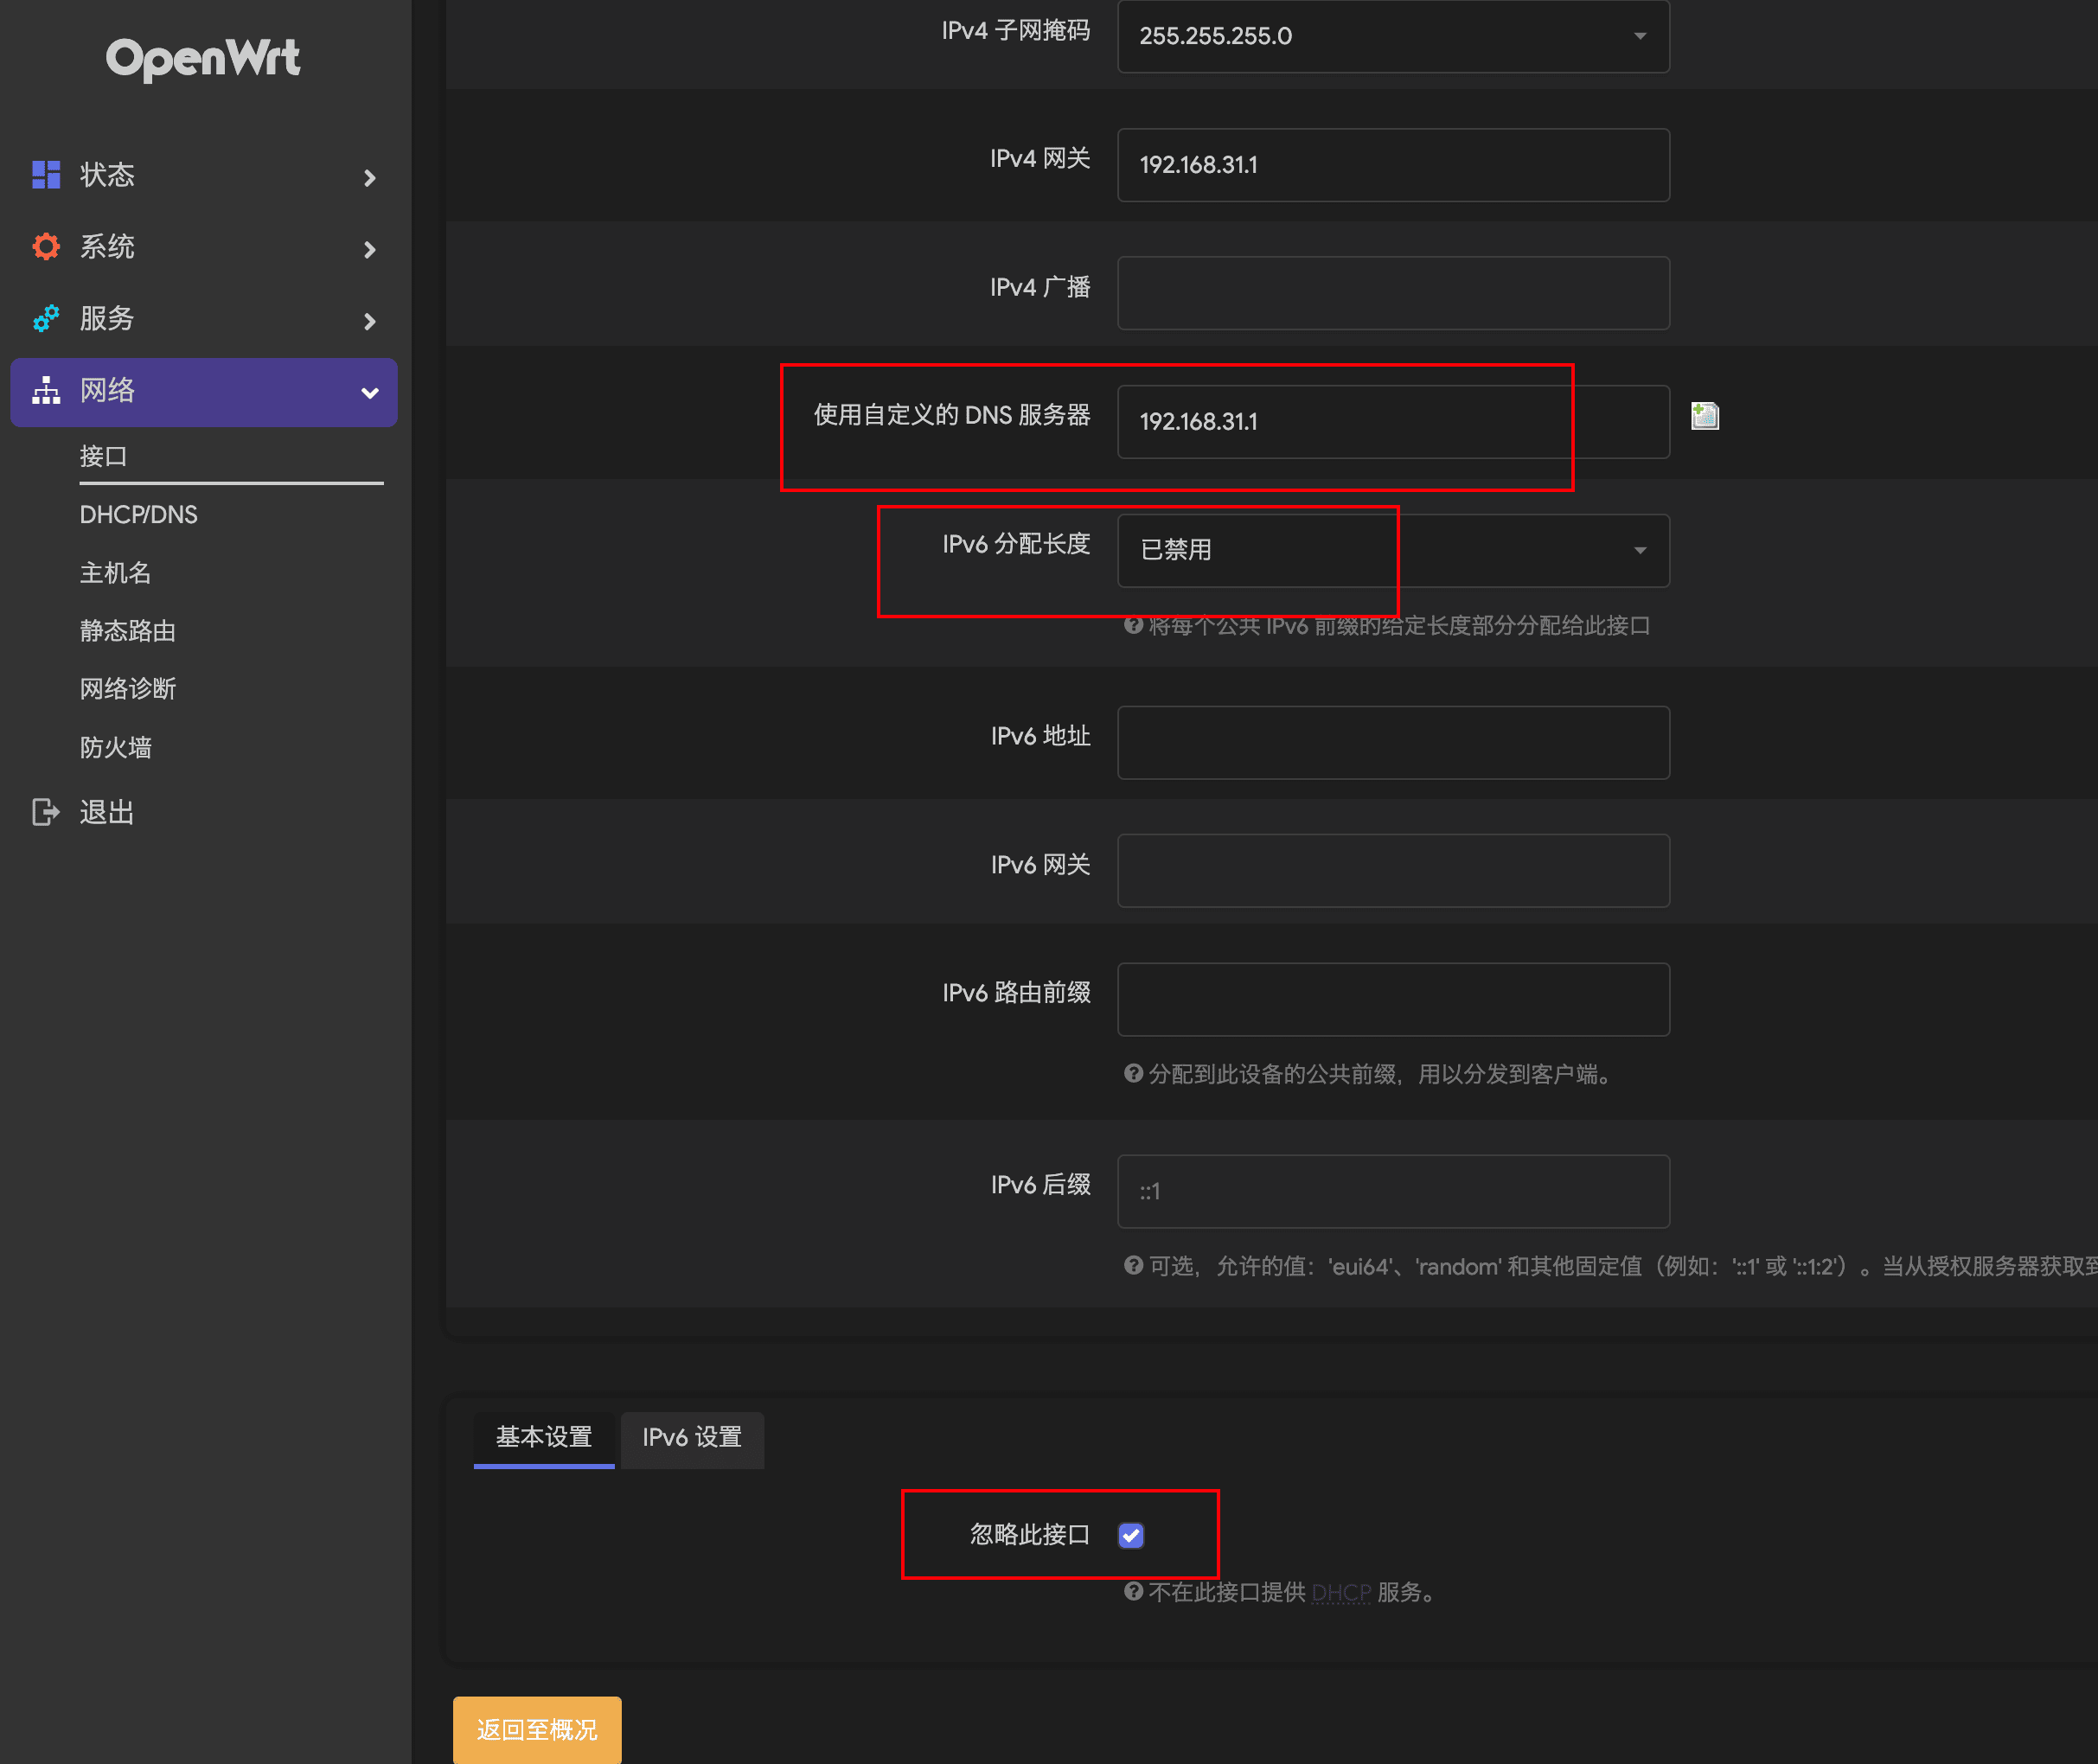 OpenWrt
状态
系统
服务
网络
接口
DHCP/DNS
主机名
静态路由
网络诊断
防火墙
退出
IPv4 子网掩码
255.255.255.0
IPv4 网关
192.168.31.1
IPv4 广播
使用自定义的 DNS 服务器
192.168.31.1
IPv6 分配长度
已禁用
将每个公共 IPv6 前缀的给定长度部分分配给此接口
IPv6 地址
IPv6 网关
IPv6 路由前缀
分配到此设备的公共前缀，用以分发到客户端。
IPv6 后缀
::1
可选，允许的值：'eui64'、'random' 和其他固定值（例如：'::1' 或 '::1:2'）。当从授权服务器获取到
基本设置
IPv6 设置
忽略此接口
不在此接口提供 DHCP 服务。
返回至概况